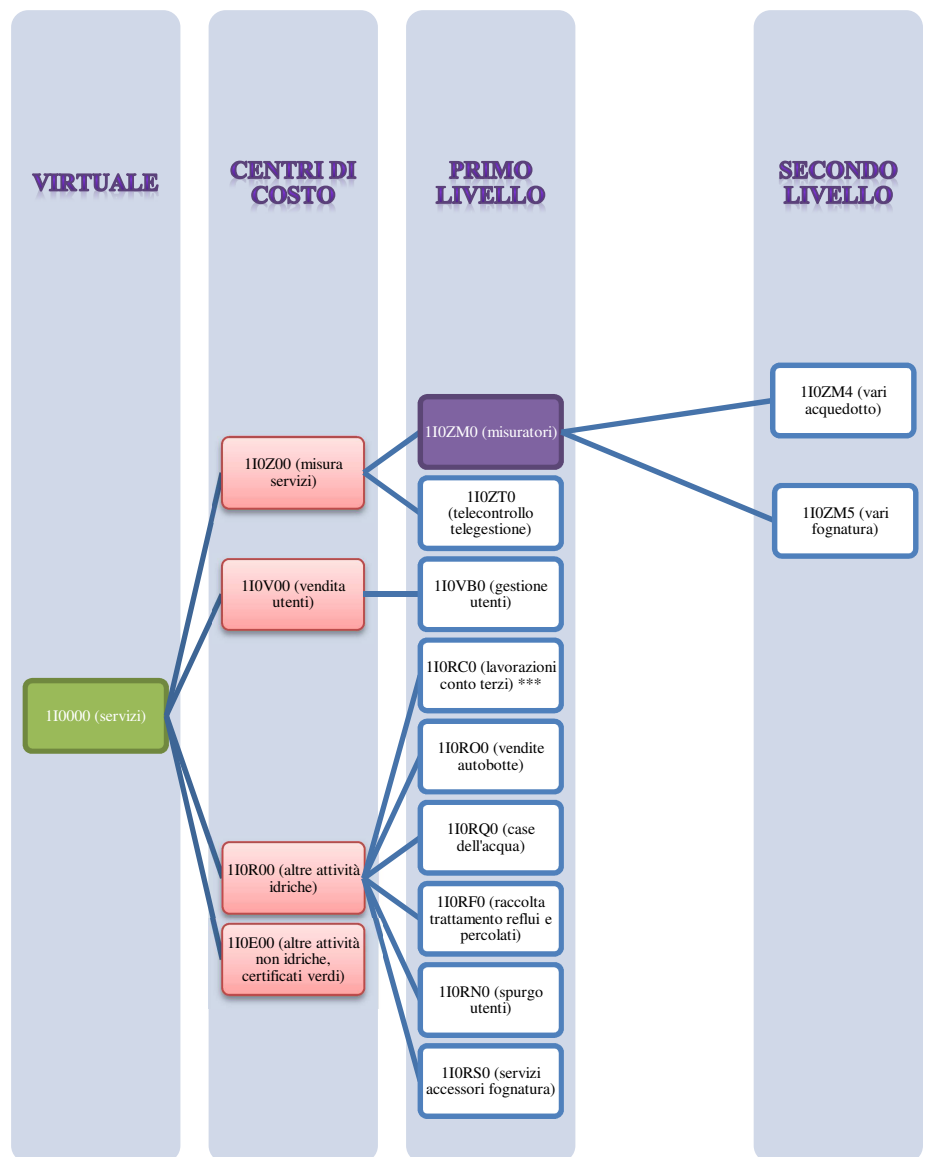 VIRTUALE
CENTRI DI
COSTO
PRIMO
LIVELLO
SECONDO
LIVELLO
1I0000 (servizi)
1I0Z00 (misura
servizi)
1I0V00 (vendita
utenti)
1I0R00 (altre attività
idriche)
1I0E00 (altre attività
non idriche,
certificati verdi)
1I0ZM0 (misuratori)
1I0ZT0
(telecontrollo
telegestione)
1I0VB0 (gestione
utenti)
1I0RC0 (lavorazioni
conto terzi) ***
1I0RO0 (vendite
autobotte)
1I0RQ0 (case
dell'acqua)
1I0RF0 (raccolta
trattamento reflui e
percolati)
1I0RN0 (spurgo
utenti)
1I0RS0 (servizi
accessori fognatura)
1I0ZM4 (vari
acquedotto)
1I0ZM5 (vari
fognatura)